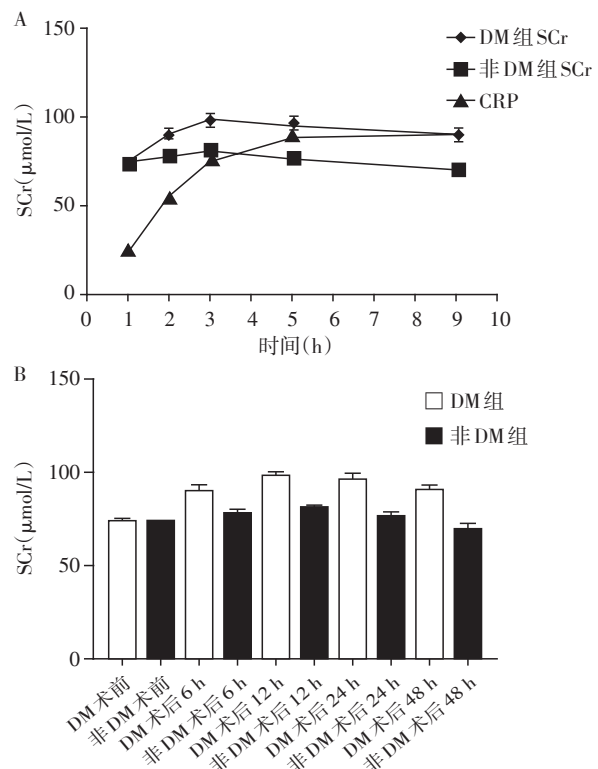 A
150
100
50
0
SCr(μmol/L)
DM组SCr
非DM组SCr
CRP
0 1 2 3 4 5 6 7 8 9 10
时间(h)
B
150
100
50
0
SCr(μmol/L)
DM组
非DM组
DM术前
非DM术前
DM术后6 h
非DM术后6 h
DM术后12 h
非DM术后12 h
DM术后24 h
非DM术后24 h
DM术后48 h
非DM术后48 h